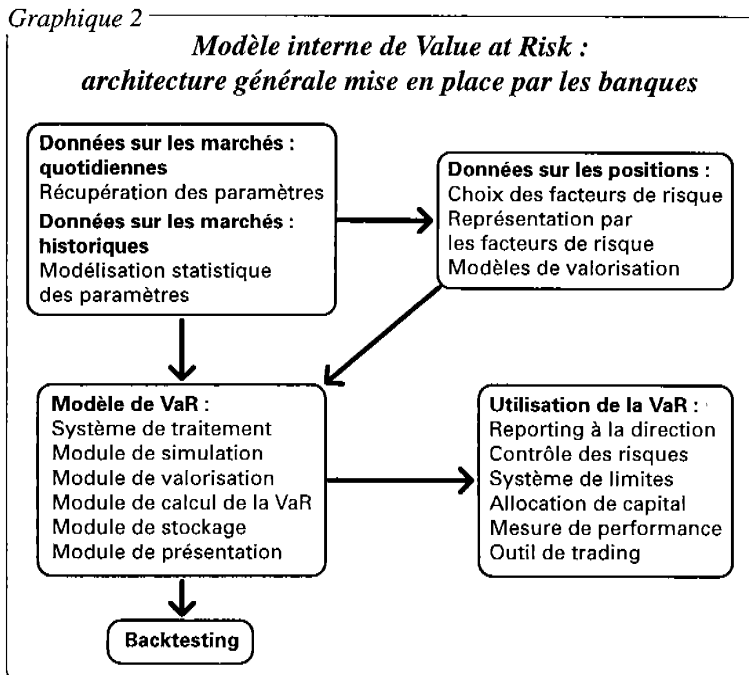 Graphique 2
Modèle interne de Value at Risk :
architecture générale mise en place par les banques
Données sur les marchés :
quotidiennes
Récupération des paramètres
Données sur les marchés :
historiques
Modélisation statistique
des paramètres
Données sur les positions :
Choix des facteurs de risque
Représentation par
les facteurs de risque
Modèles de valorisation
Modèle de VaR :
Système de traitement
Module de simulation
Module de valorisation
Module de calcul de la VaR
Module de stockage
Module de présentation
Utilisation de la VaR :
Reporting à la direction
Contrôle des risques
Système de limites
Allocation de capital
Mesure de performance
Outil de trading
Backtesting